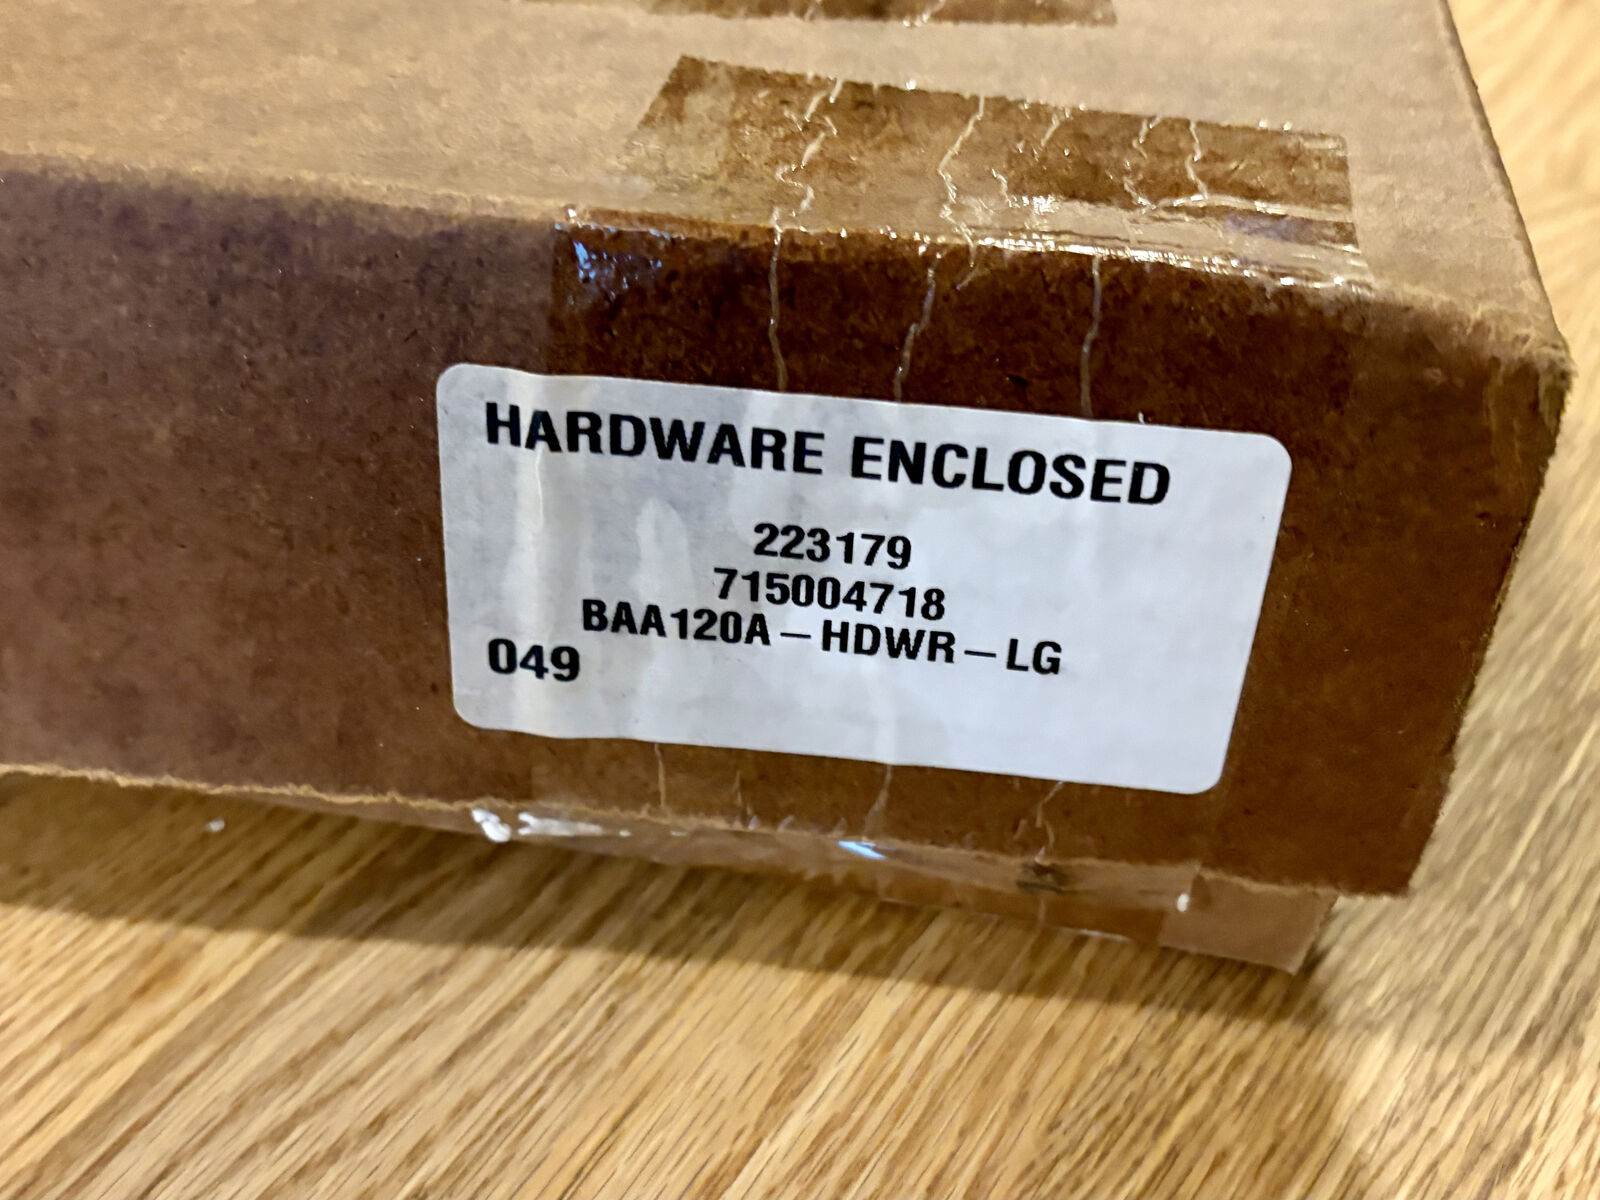 HARDWARE ENCLOSED
223179
715004718
BAA120A – HDWR – LG
049